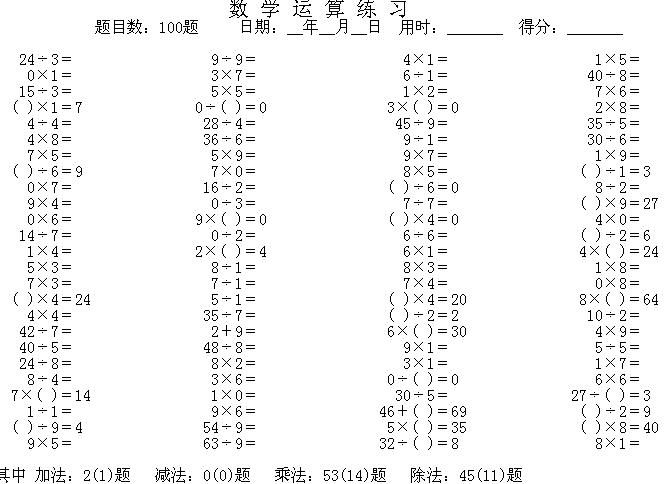 数 学 运 算 练 习
题目数：100题 日期：__年__月__日 用时：_______ 得分：_______
24÷3= 9÷9= 4×1= 1×5=
0×1= 3×7= 6÷1= 40÷8=
15÷3= 5×5= 1×2= 7×6=
( )×1=7 0÷( )=0 3×( )=0 2×8=
4÷4= 28÷4= 45÷9= 35÷5=
4×8= 36÷6= 9÷1= 30÷6=
7×5= 5×9= 9×7= 1×9=
( )÷6=9 7×0= 8×5= ( )÷1=3
0×7= 16÷2= ( )÷6=0 8÷2=
9×4= 0÷3= 7÷7= ( )×9=27
0×6= 9×( )=0 ( )×4=0 4×0=
14÷7= 0÷2= 6÷6= ( )÷2=6
1×4= 2×( )=4 6×1= 4×( )=24
5×3= 8÷1= 8×3= 1×8=
7×3= 7÷1= 7×4= 0×8=
( )×4=24 5÷1= ( )×4=20 8×( )=64
4×4= 35÷7= ( )÷2=2 10÷2=
42÷7= 2+9= 6×( )=30 4×9=
40÷5= 48÷8= 9×1= 5÷5=
24÷8= 8×2= 3×1= 1×7=
8÷4= 3×6= 0÷( )=0 6×6=
7×( )=14 1×0= 30÷5= 27÷( )=3
1÷1= 9×6= 46+( )=69 ( )÷2=9
( )÷9=4 54÷9= 5×( )=35 ( )×8=40
9×5= 63÷9= 32÷( )=8 8×1=
其中 加法：2(1)题 减法：0(0)题 乘法：53(14)题 除法：45(11)题